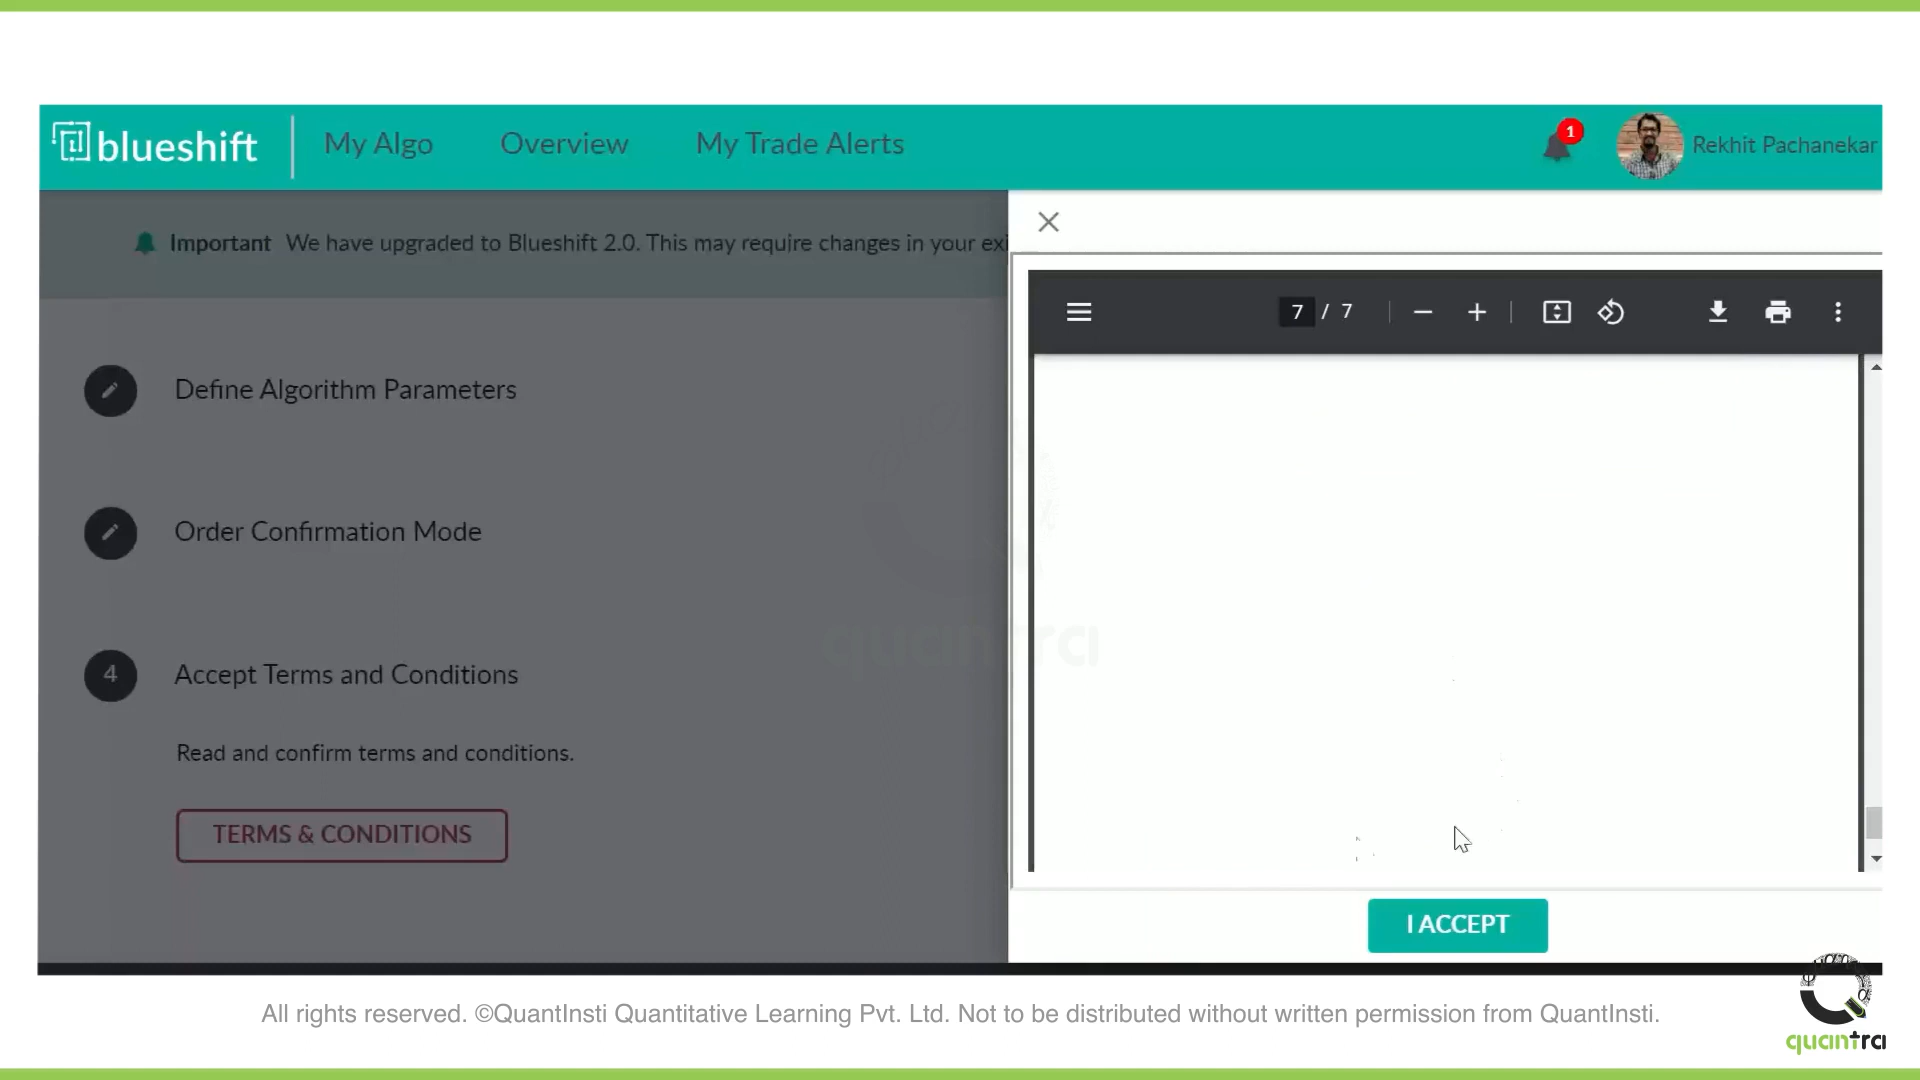 blueshift My Algo Overview My Trade Alerts 1 Rekhit Pachanekar
Important We have upgraded to Blueshift 2.0. This may require changes in your exi
7 / 7
Define Algorithm Parameters
Order Confirmation Mode
4 Accept Terms and Conditions
Read and confirm terms and conditions.
TERMS & CONDITIONS
I ACCEPT
quantra
All rights reserved. ©QuantInsti Quantitative Learning Pvt. Ltd. Not to be distributed without written permission from QuantInsti.
quantra